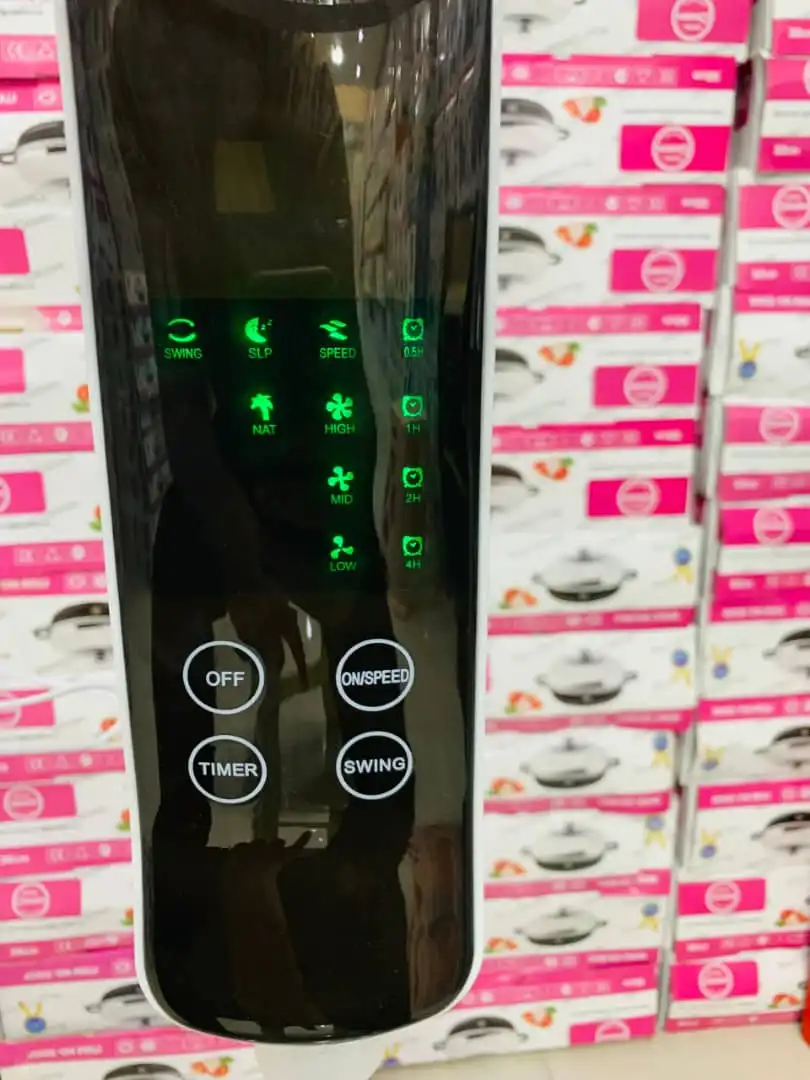 SWING SLP SPEED 0.5H
NAT HIGH 1H
MID 2H
LOW 4H
OFF ON/SPEED
TIMER SWING